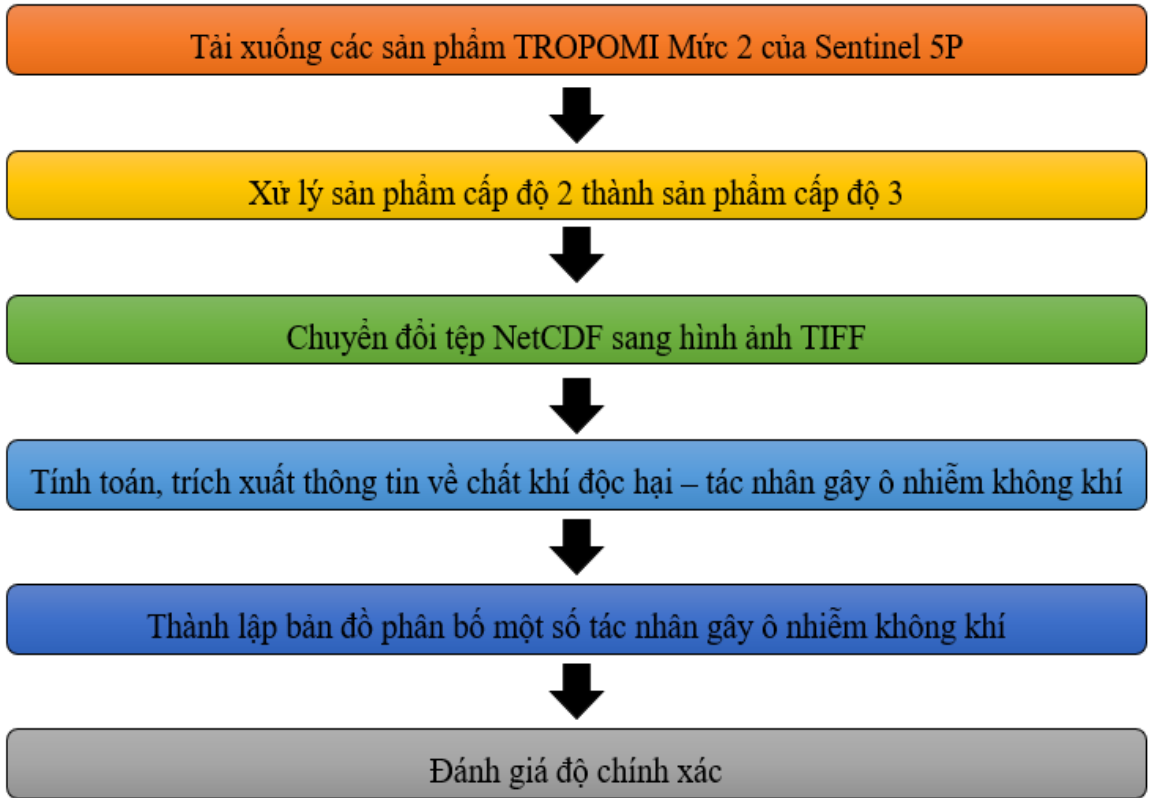 Tải xuống các sản phẩm TROPOMI Mức 2 của Sentinel 5P
Xử lý sản phẩm cấp độ 2 thành sản phẩm cấp độ 3
Chuyển đổi tệp NetCDF sang hình ảnh TIFF
Tính toán, trích xuất thông tin về chất khí độc hại – tác nhân gây ô nhiễm không khí
Thành lập bản đồ phân bố một số tác nhân gây ô nhiễm không khí
Đánh giá độ chính xác